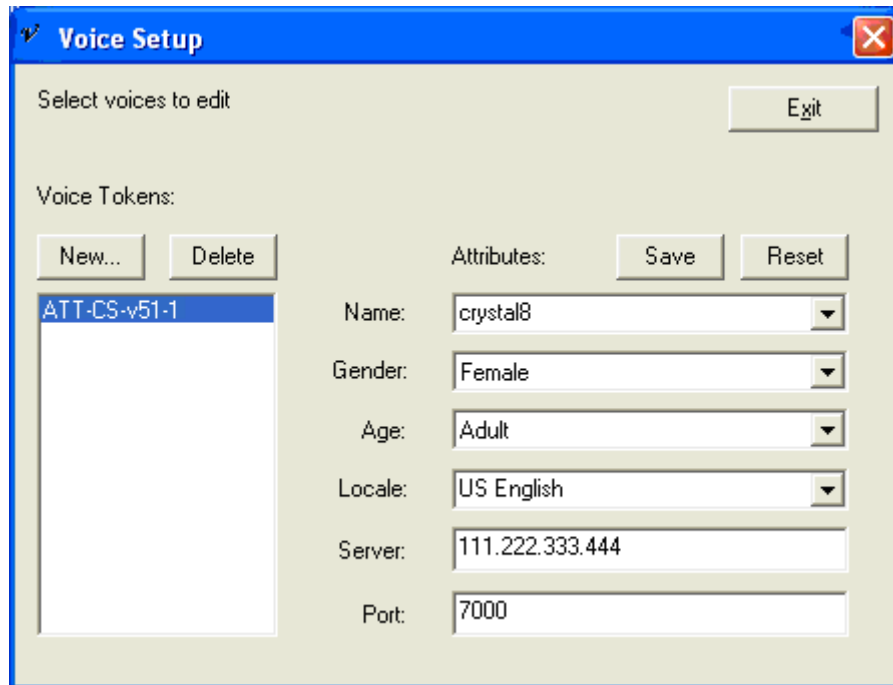 Voice Setup
Select voices to edit
Exit
Voice Tokens:
New... Delete Attributes: Save Reset
ATT-CS-v51-1
Name: crystal8
Gender: Female
Age: Adult
Locale: US English
Server: 111.222.333.444
Port: 7000